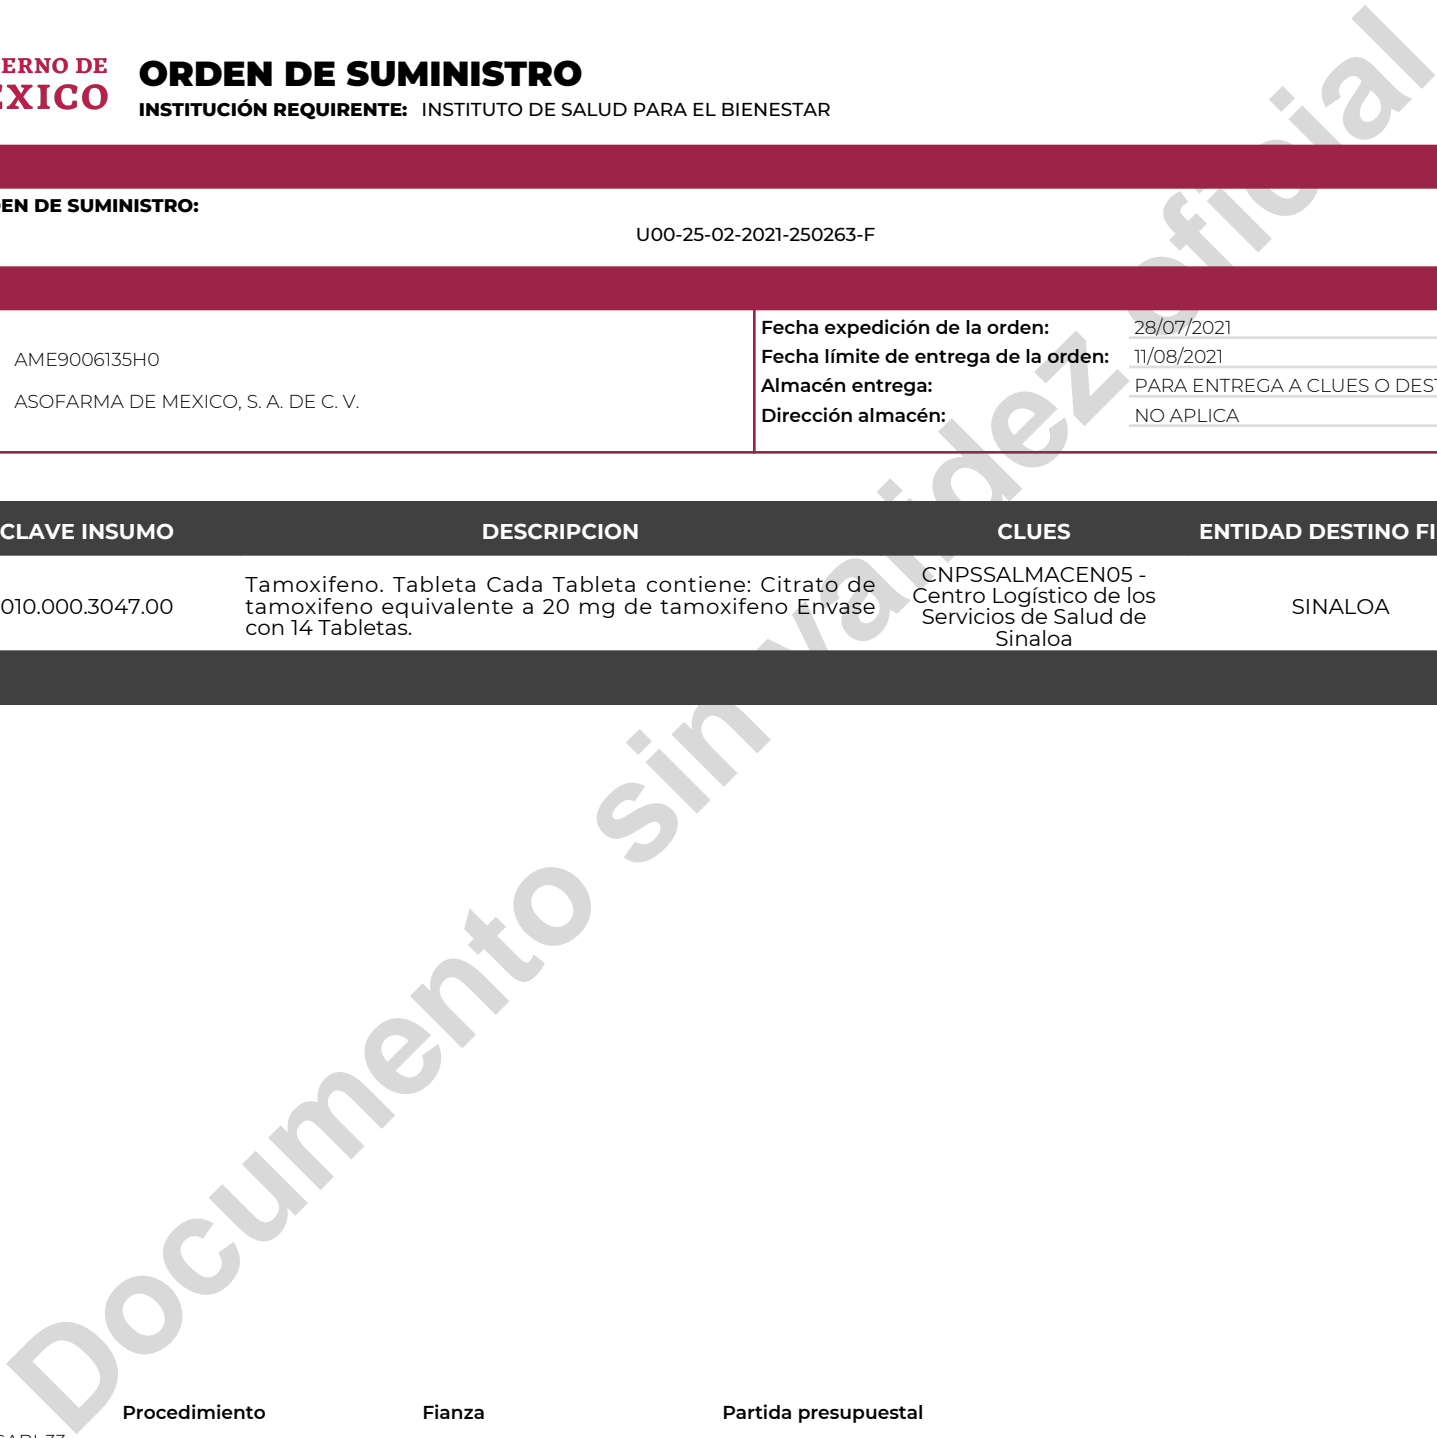 ERNO DE
ORDEN DE SUMINISTRO
EXICO
INSTITUCIÓN REQUIRENTE: INSTITUTO DE SALUD PARA EL BIENESTAR
EN DE SUMINISTRO:
U00-25-02-2021-250263-F
AME9006135H0
ASOFARMA DE MEXICO, S. A. DE C. V.
Fecha expedición de la orden: 28/07/2021
Fecha límite de entrega de la orden: 11/08/2021
Almacén entrega: PARA ENTREGA A CLUES O DEST
Dirección almacén: NO APLICA
CLAVE INSUMO DESCRIPCION CLUES ENTIDAD DESTINO FI
010.000.3047.00
Tamoxifeno. Tableta Cada Tableta contiene: Citrato de
tamoxifeno equivalente a 20 mg de tamoxifeno Envase
con 14 Tabletas.
CNPSSALMACEN05 -
Centro Logístico de los
Servicios de Salud de
Sinaloa
SINALOA
Documento sin validez oficial
Procedimiento Fianza Partida presupuestal